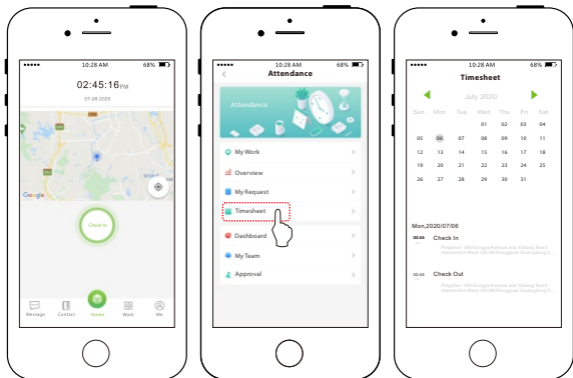 10:28 AM
68%
02:45:16 PM
07-06-2020
Google
Check In
Message
Contact
Home
Work
Me
10:28 AM
68%
Attendance
Attendance
My Work
Overview
My Request
Timesheet
Dashboard
My Team
Approval
10:28 AM
68%
Timesheet
July 2020
Sun Mon Tue Wed Thu Fri Sat
01 02 03 04
05 06 07 08 09 10 11
12 13 14 15 16 17 18
19 20 21 22 23 24 25
26 27 28 29 30 31
Mon,2020/07/06
Check In
Check Out